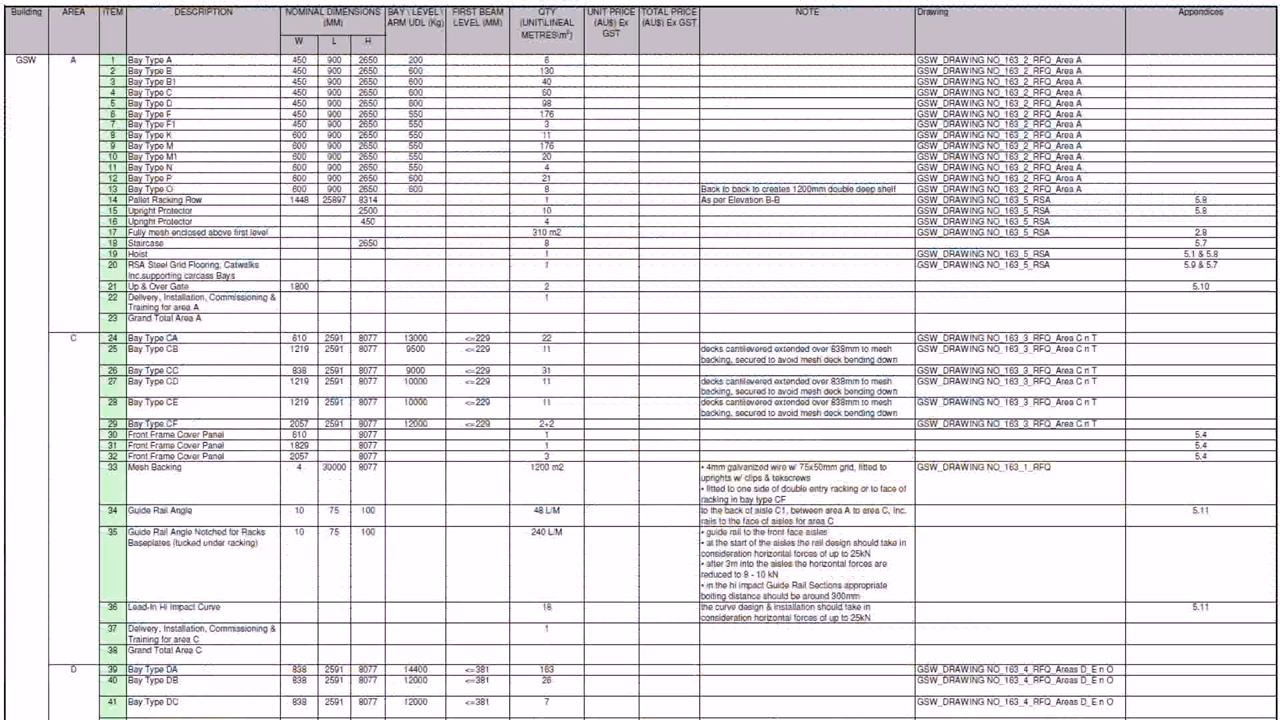 Building AREA ITEM DESCRIPTION NOMINAL DIMENSIONS (MM) BAY \ LEVEL \ ARM UDL (Kg) FIRST BEAM LEVEL (MM) QTY (UNIT\LINEAL METRES\m²) UNIT PRICE (AU$) Ex GST TOTAL PRICE (AU$) Ex GST NOTE Drawing Appendices
W L H
GSW A 1 Bay Type A 450 900 2650 200 6 GSW_DRAWING NO_163_2_RFQ_Area A
2 Bay Type B 450 900 2650 600 130 GSW_DRAWING NO_163_2_RFQ_Area A
3 Bay Type B1 450 900 2650 600 40 GSW_DRAWING NO_163_2_RFQ_Area A
4 Bay Type C 450 900 2650 600 60 GSW_DRAWING NO_163_2_RFQ_Area A
5 Bay Type D 450 900 2650 600 98 GSW_DRAWING NO_163_2_RFQ_Area A
6 Bay Type F 450 900 2650 550 176 GSW_DRAWING NO_163_2_RFQ_Area A
7 Bay Type F1 450 900 2650 550 3 GSW_DRAWING NO_163_2_RFQ_Area A
8 Bay Type K 600 900 2650 550 11 GSW_DRAWING NO_163_2_RFQ_Area A
9 Bay Type M 600 900 2650 550 176 GSW_DRAWING NO_163_2_RFQ_Area A
10 Bay Type M1 600 900 2650 550 20 GSW_DRAWING NO_163_2_RFQ_Area A
11 Bay Type N 600 900 2650 550 4 GSW_DRAWING NO_163_2_RFQ_Area A
12 Bay Type P 600 900 2650 600 21 GSW_DRAWING NO_163_2_RFQ_Area A
13 Bay Type O 600 900 2650 600 8 Back to back to creates 1200mm double deep shelf GSW_DRAWING NO_163_2_RFQ_Area A
14 Pallet Racking Row 1448 25897 8314 1 As per Elevation B-B GSW_DRAWING NO_163_5_RSA 5.8
15 Upright Protector 2500 10 GSW_DRAWING NO_163_5_RSA 5.8
16 Upright Protector 450 4 GSW_DRAWING NO_163_5_RSA
17 Fully mesh enclosed above first level 310 m2 GSW_DRAWING NO_163_5_RSA 2.8
18 Staircase 2650 8 GSW_DRAWING NO_163_5_RSA 5.7
19 Hoist 1 GSW_DRAWING NO_163_5_RSA 5.1 & 5.8
20 RSA Steel Grid Flooring, Catwalks 1 GSW_DRAWING NO_163_5_RSA 5.9 & 5.7
Inc.supporting carcass Bays
21 Up & Over Gate 1800 2 5.10
22 Delivery, Installation, Commissioning & 1
Training for area A
23 Grand Total Area A
C 24 Bay Type CA 610 2591 8077 13000 <=229 22 GSW_DRAWING NO_163_3_RFQ_Area C n T
25 Bay Type CB 1219 2591 8077 9500 <=229 11 decks cantilevered extended over 838mm to mesh GSW_DRAWING NO_163_3_RFQ_Area C n T
backing, secured to avoid mesh deck bending down
26 Bay Type CC 838 2591 8077 9000 <=229 31 GSW_DRAWING NO_163_3_RFQ_Area C n T
27 Bay Type CD 1219 2591 8077 10000 <=229 11 decks cantilevered extended over 838mm to mesh GSW_DRAWING NO_163_3_RFQ_Area C n T
backing, secured to avoid mesh deck bending down
28 Bay Type CE 1219 2591 8077 10000 <=229 11 decks cantilevered extended over 838mm to mesh GSW_DRAWING NO_163_3_RFQ_Area C n T
backing, secured to avoid mesh deck bending down
29 Bay Type CF 2057 2591 8077 12000 <=229 2+2 GSW_DRAWING NO_163_3_RFQ_Area C n T
30 Front Frame Cover Panel 610 8077 1 5.4
31 Front Frame Cover Panel 1829 8077 1 5.4
32 Front Frame Cover Panel 2057 8077 3 5.4
33 Mesh Backing 4 30000 8077 1200 m2 • 4mm galvanized wire w/ 75x50mm grid, fitted to GSW_DRAWING NO_163_1_RFQ
uprights w/ clips & tekscrews
• fitted to one side of double entry racking or to face of
racking in bay type CF
34 Guide Rail Angle 10 75 100 48 L/M to the back of aisle C1, between area A to area C, Inc. 5.11
rails to the face of aisles for area C
35 Guide Rail Angle Notched for Racks 10 75 100 240 L/M • guide rail to the front face aisles
Baseplates (tucked under racking) • at the start of the aisles the rail design should take in
consideration horizontal forces of up to 25kN
• after 3m into the aisles the horizontal forces are
reduced to 9 - 10 kN
• in the hi impact Guide Rail Sections appropriate
bolting distance should be around 300mm
36 Lead-In Hi Impact Curve 18 the curve design & installation should take in 5.11
consideration horizontal forces of up to 25kN
37 Delivery, Installation, Commissioning & 1
Training for area C
38 Grand Total Area C
D 39 Bay Type DA 838 2591 8077 14400 <=381 163 GSW_DRAWING NO_163_4_RFQ_Areas D_E n O
40 Bay Type DB 838 2591 8077 12000 <=381 26 GSW_DRAWING NO_163_4_RFQ_Areas D_E n O
41 Bay Type DC 838 2591 8077 12000 <=381 7 GSW_DRAWING NO_163_4_RFQ_Areas D_E n O